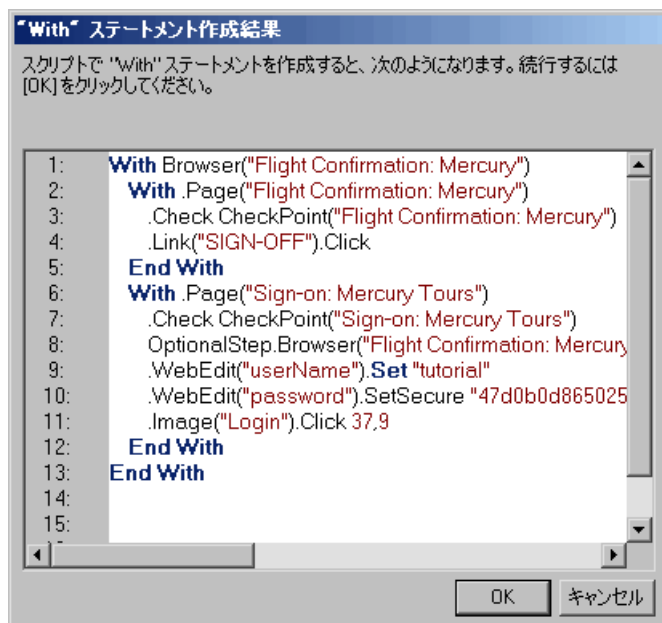 "With" ステートメント作成結果
スクリプトで "With" ステートメントを作成すると、次のようになります。続行するには
[OK] をクリックしてください。
1: With Browser("Flight Confirmation: Mercury")
2: With .Page("Flight Confirmation: Mercury")
3: .Check CheckPoint("Flight Confirmation: Mercury")
4: .Link("SIGN-OFF").Click
5: End With
6: With .Page("Sign-on: Mercury Tours")
7: .Check CheckPoint("Sign-on: Mercury Tours")
8: OptionalStep.Browser("Flight Confirmation: Mercury
9: .WebEdit("userName").Set "tutorial"
10: .WebEdit("password").SetSecure "47d0b0d865025
11: .Image("Login").Click 37,9
12: End With
13: End With
14:
15:
OK キャンセル